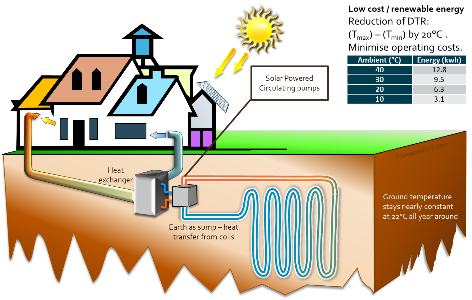 Low cost / renewable energy
Reduction of DTR:
(Tmax) – (Tmin) by 20°C .
Minimise operating costs.
Ambient (°C) Energy (kwh)
40 12.8
30 9.5
20 6.3
10 3.1
Solar Powered
Circulating pumps
Heat
exchanger
Earth as sump – heat
transfer from coils
Ground temperature
stays nearly constant
at 22°C all year around